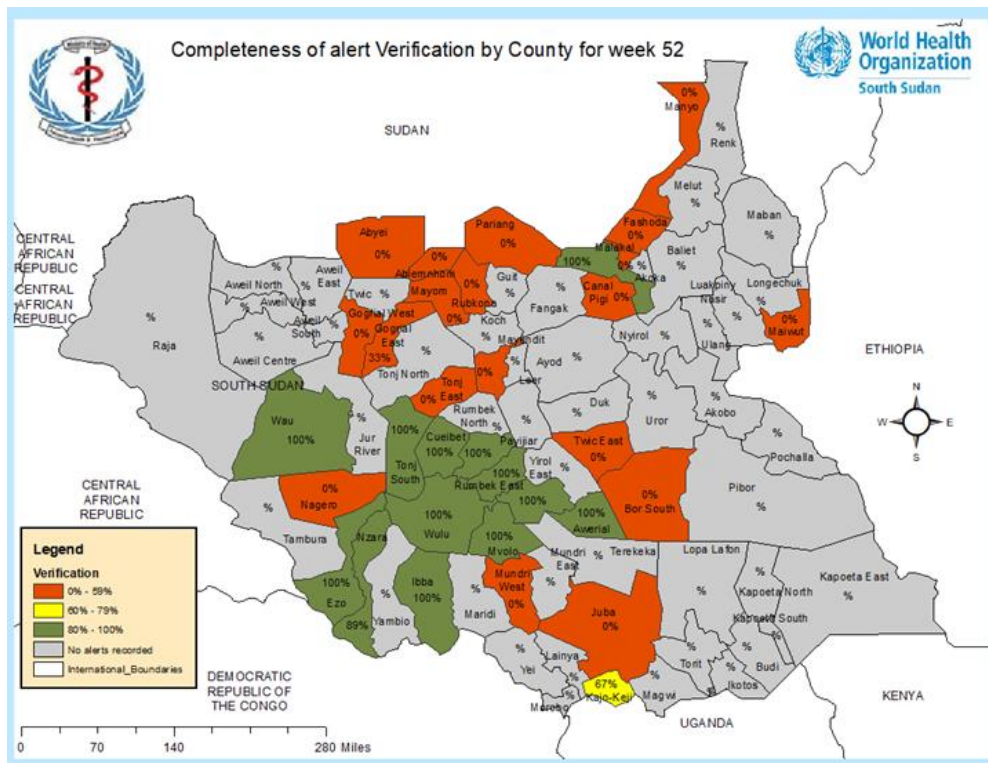 Completeness of alert Verification by County for week 52
World Health
Organization
South Sudan
SUDAN
0%
Manyo
%
Renk
Melut
%
Maban
%
Abyei
0%
Pariang
0%
Fashoda
0%
Malakal
100%
0%
%
Baliet
%
Akoka
CENTRAL
AFRICAN
REPUBLIC
CENTRAL
AFRICAN
REPUBLIC
%
Aweil North
Aweil
East
%
%
Aweil West
Aweil
South
%
%
Aweil Centre
Twic
%
0%
Abiemnhom
Mayom
0%
Rubkona
0%
Guit
%
Fangak
%
Canal
Pigi
0%
Luakpiny
Nasir
%
Longechuk
%
0%
Maiwut
%
Raja
Gogrial West
0%
Gogrial
East
33%
Koch
%
Mayendit
%
Leer
0%
Ayod
%
Nyirol
%
Ulang
%
%
ETHIOPIA
SOUTH SUDAN
Tonj North
%
Tonj
East
0%
Rumbek
North
%
Duk
%
Uror
%
Akobo
%
Pochalla
%
N
W
E
S
Wau
100%
%
Jur
River
100%
Tonj
South
Cueibet
100%
100%
Payijiar
%
100%
Rumbek East
Yirol
East
%
Twic East
0%
0%
Bor South
Pibor
%
CENTRAL
AFRICAN
REPUBLIC
0%
Nagero
%
Tambura
Nzara
100%
Wulu
100%
100%
Awerial
100%
Mvolo
Mundri
East
%
%
Terekeka
Lopa Lafon
%
%
Kapoeta North
Kapoeta East
%
Kapoeta South
%
100%
Ezo
89%
%
Yambio
Ibba
100%
%
Maridi
Mundri
West
0%
Juba
0%
%
Yei
Lainya
%
%
Morobo
67%
Kajo-Keji
%
Magwi
Torit
%
%
%
Ikotos
Budi
%
DEMOCRATIC
REPUBLIC OF
THE CONGO
UGANDA
KENYA
Legend
Verification
0% - 59%
60% - 79%
80% - 100%
No alerts recorded
International_Boundaries
0 70 140 280 Miles